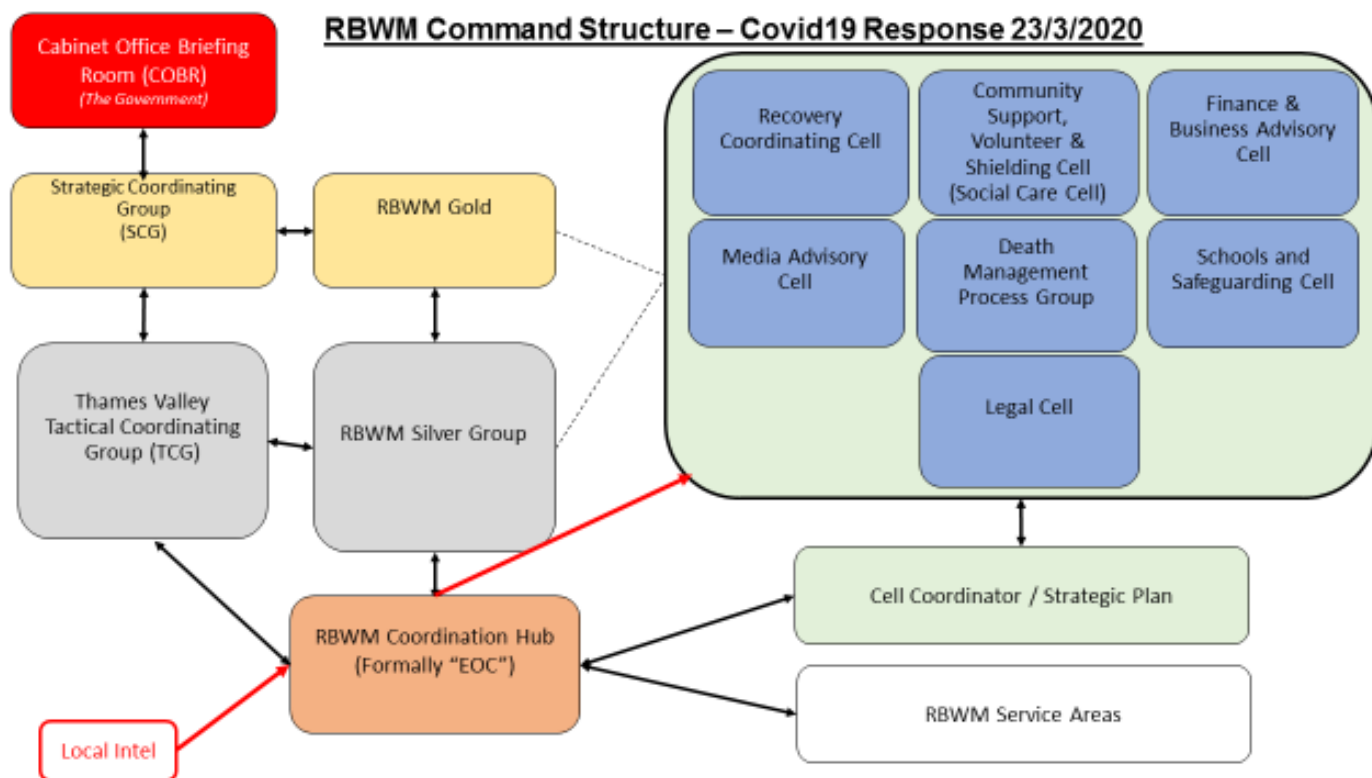 RBWM Command Structure – Covid19 Response 23/3/2020
Cabinet Office Briefing
Room (COBR)
(The Government)
Strategic Coordinating
Group
(SCG)
RBWM Gold
Thames Valley
Tactical Coordinating
Group (TCG)
RBWM Silver Group
RBWM Coordination Hub
(Formally “EOC”)
Local Intel
Recovery
Coordinating Cell
Community
Support,
Volunteer &
Shielding Cell
(Social Care Cell)
Finance &
Business Advisory
Cell
Media Advisory
Cell
Death
Management
Process Group
Schools and
Safeguarding Cell
Legal Cell
Cell Coordinator / Strategic Plan
RBWM Service Areas